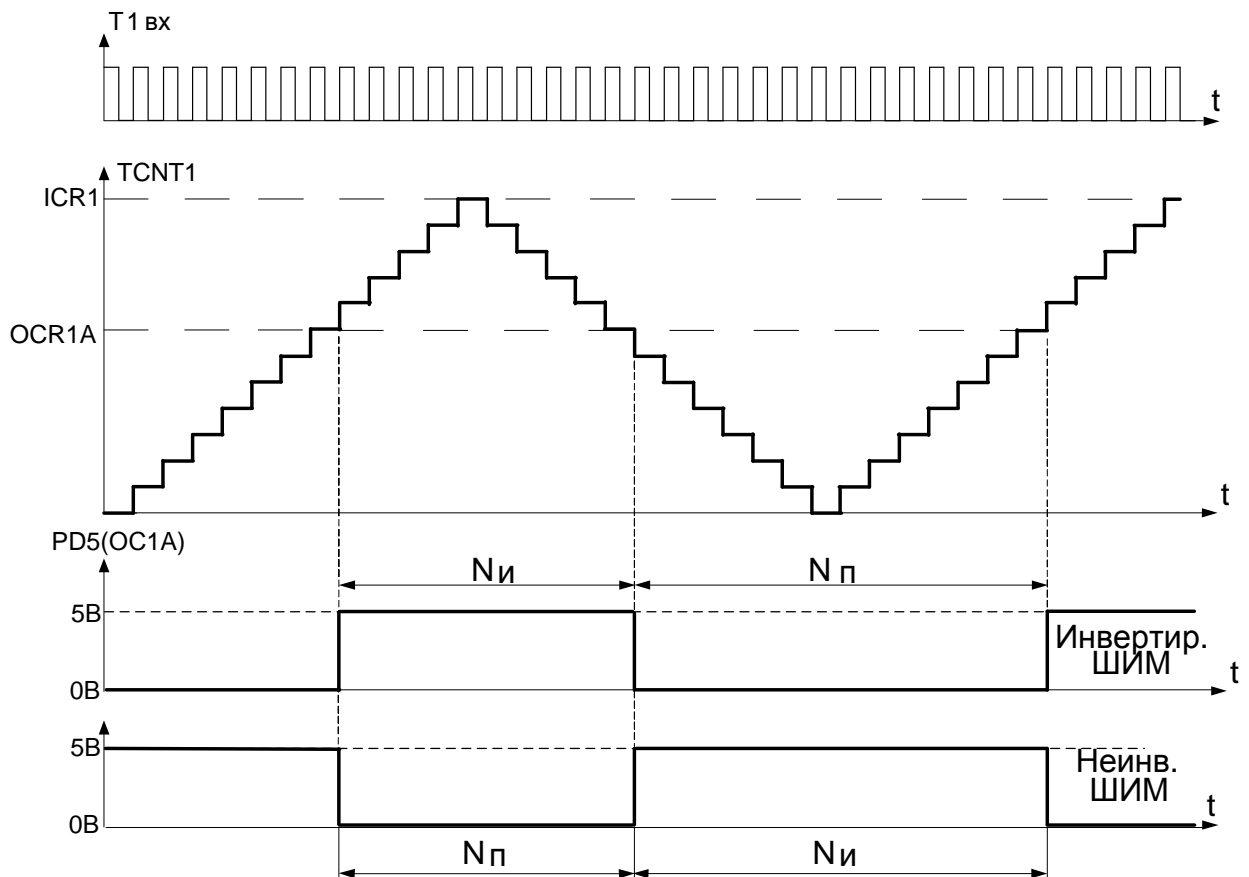 T1 вх
t
TCNT1
ICR1
OCR1A
t
PD5(OC1A)
Nи
Nп
5В
Инвертир.
ШИМ
0В
t
5В
Неинв.
ШИМ
0В
t
Nп
Nи